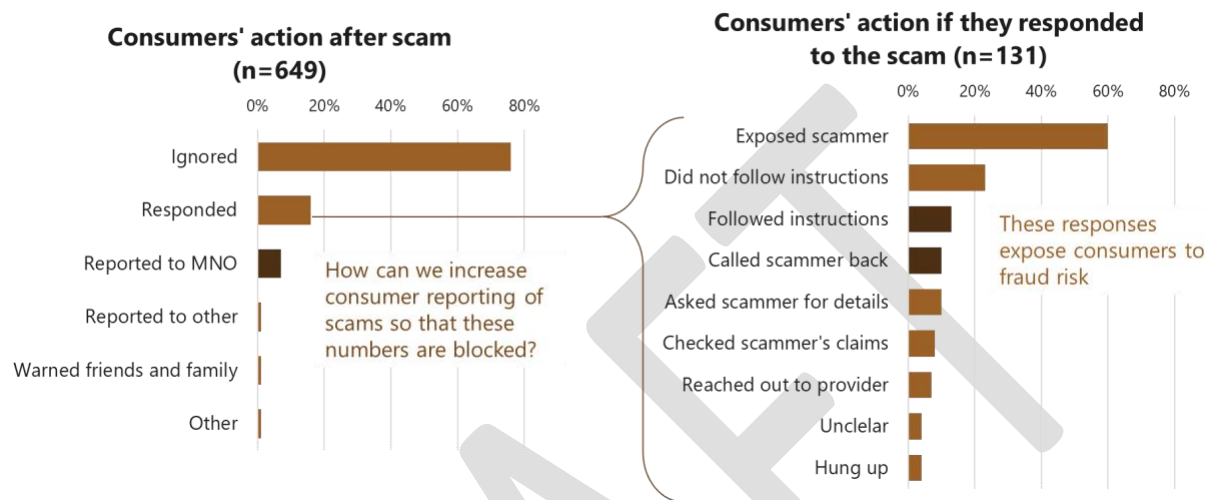 Consumers' action after scam
(n=649)
0% 20% 40% 60% 80%
Ignored
Responded
Reported to MNO
Reported to other
Warned friends and family
Other
How can we increase
consumer reporting of
scams so that these
numbers are blocked?
Consumers' action if they responded
to the scam (n=131)
0% 20% 40% 60% 80%
Exposed scammer
Did not follow instructions
Followed instructions
Called scammer back
Asked scammer for details
Checked scammer's claims
Reached out to provider
Unclelar
Hung up
These responses
expose consumers to
fraud risk
AFT